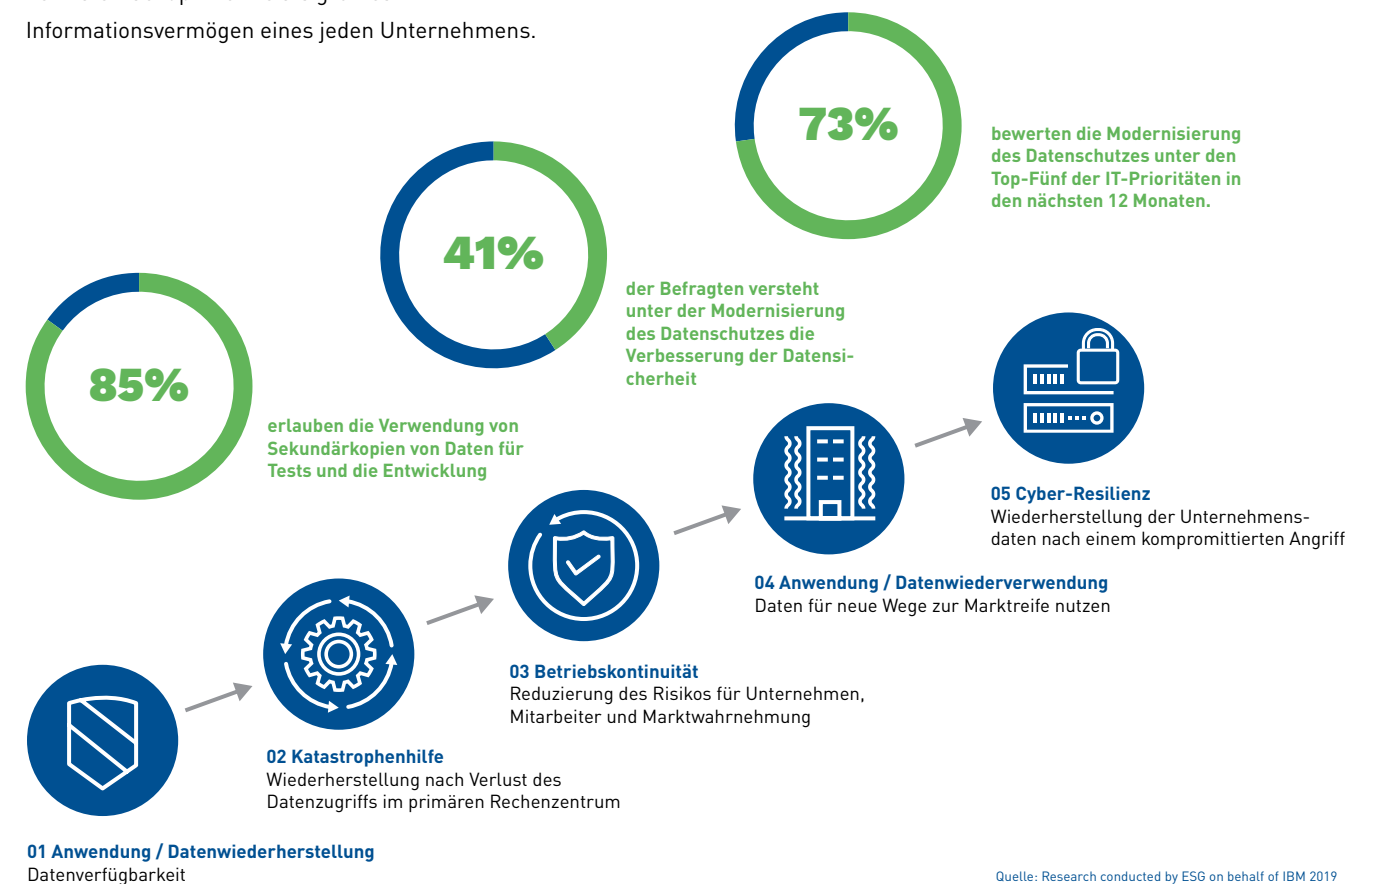 Informationsvermögen eines jeden Unternehmens.
73%
bewerten die Modernisierung
des Datenschutzes unter den
Top-Fünf der IT-Prioritäten in
den nächsten 12 Monaten.
41%
der Befragten versteht
unter der Modernisierung
des Datenschutzes die
Verbesserung der Datensi-
cherheit
85%
erlauben die Verwendung von
Sekundärkopien von Daten für
Tests und die Entwicklung
05 Cyber-Resilienz
Wiederherstellung der Unternehmens-
daten nach einem kompromittierten Angriff
04 Anwendung / Datenwiederverwendung
Daten für neue Wege zur Marktreife nutzen
03 Betriebskontinuität
Reduzierung des Risikos für Unternehmen,
Mitarbeiter und Marktwahrnehmung
02 Katastrophenhilfe
Wiederherstellung nach Verlust des
Datenzugriffs im primären Rechenzentrum
01 Anwendung / Datenwiederherstellung
Datenverfügbarkeit
Quelle: Research conducted by ESG on behalf of IBM 2019